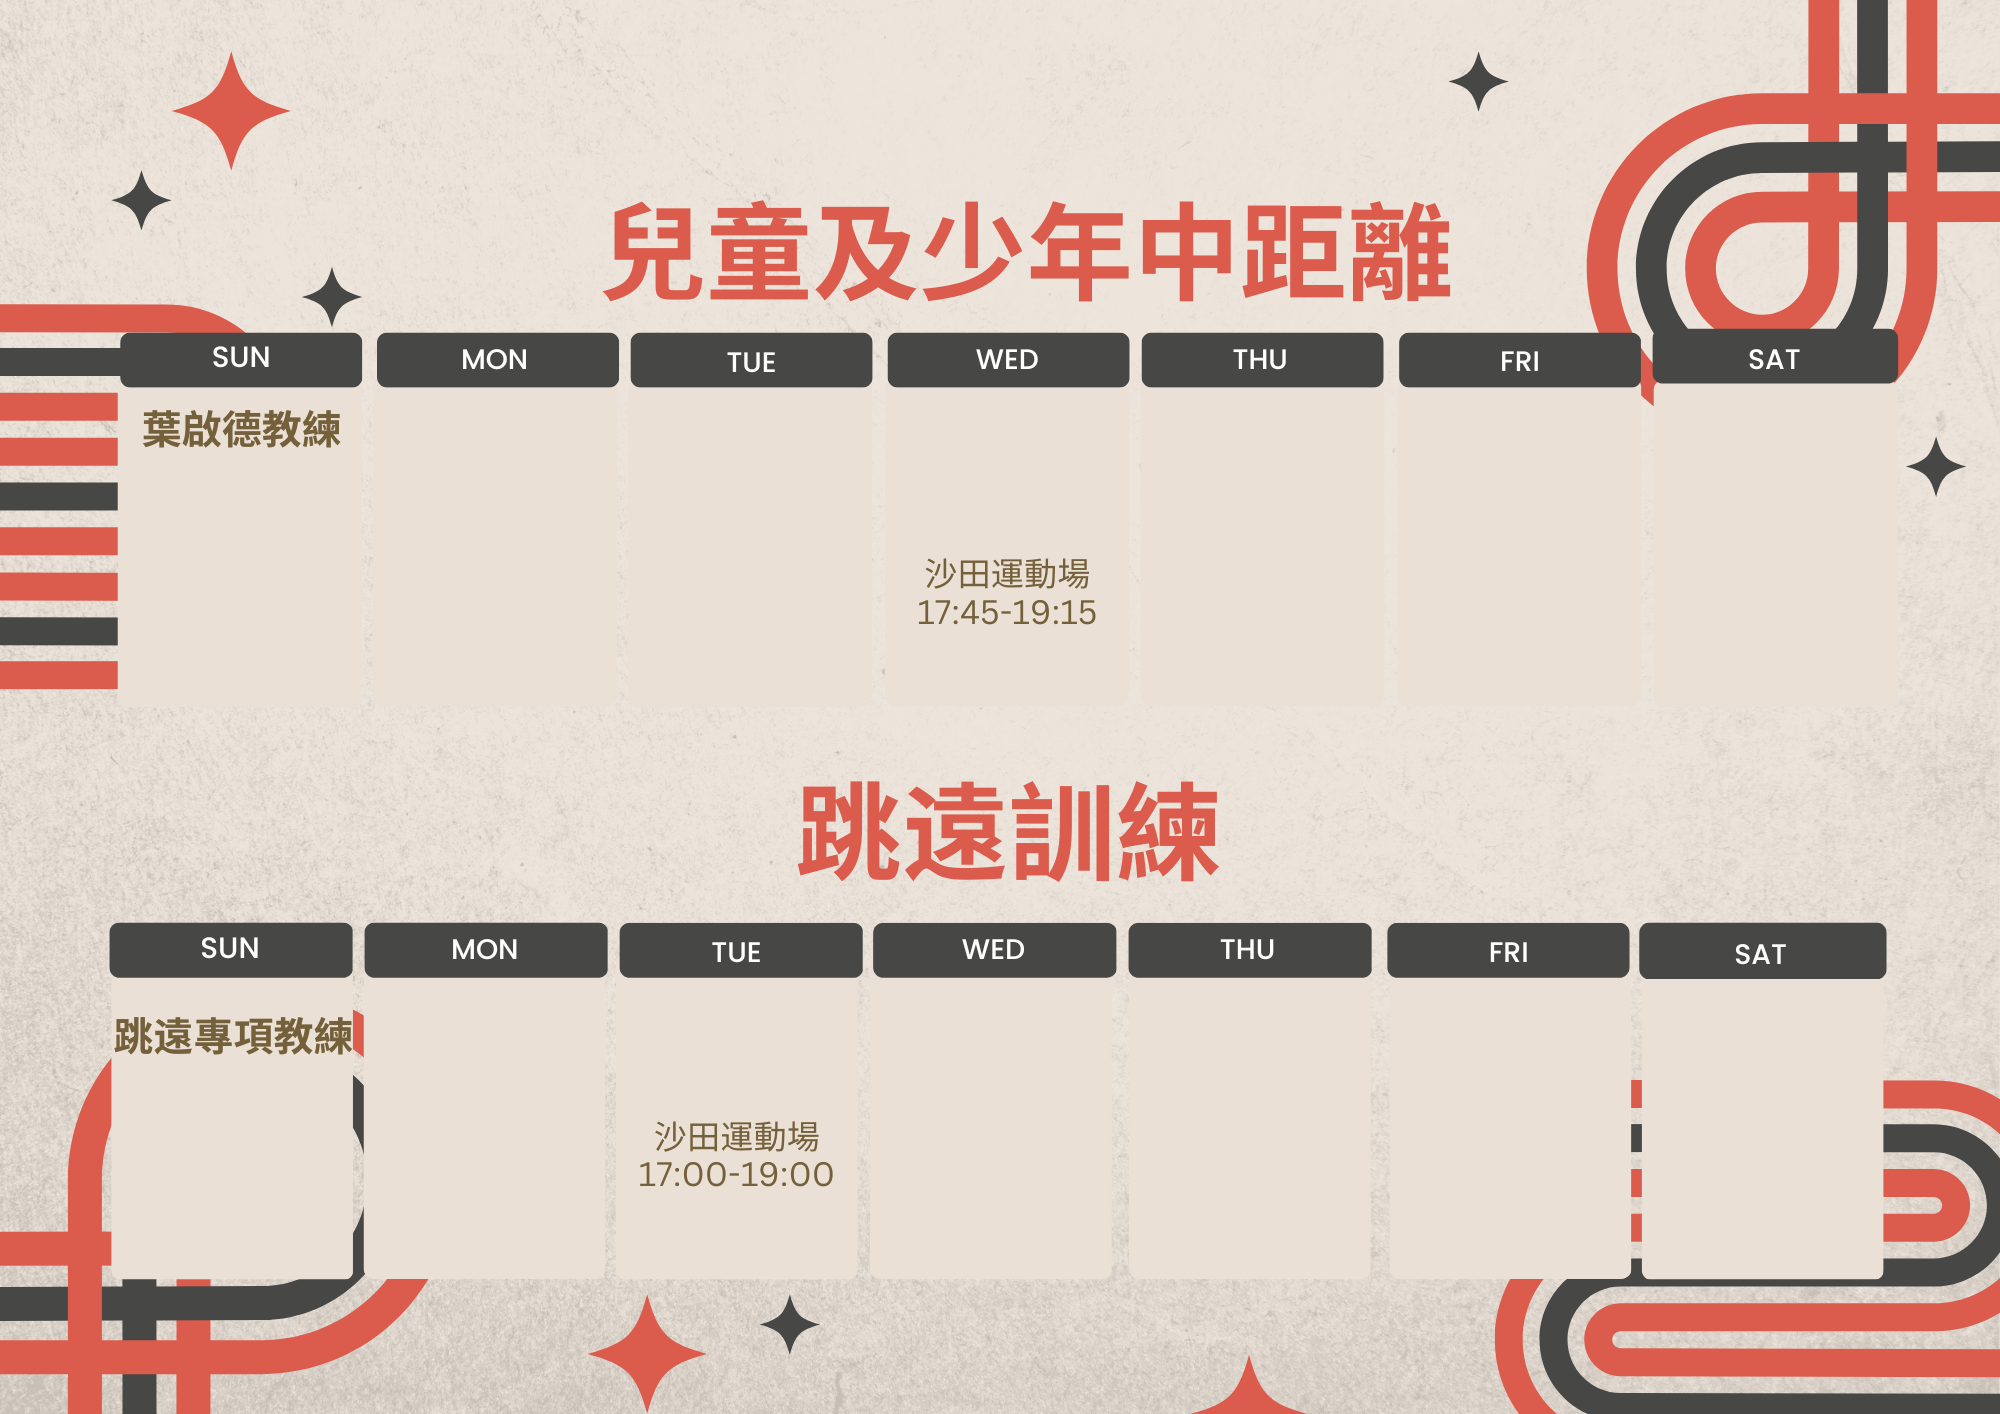 兒童及少年中距離
SUN
MON
TUE
WED
THU
FRI
SAT
葉啟德教練
沙田運動場
17:45-19:15
跳遠訓練
SUN
MON
TUE
WED
THU
FRI
SAT
跳遠專項教練
沙田運動場
17:00-19:00